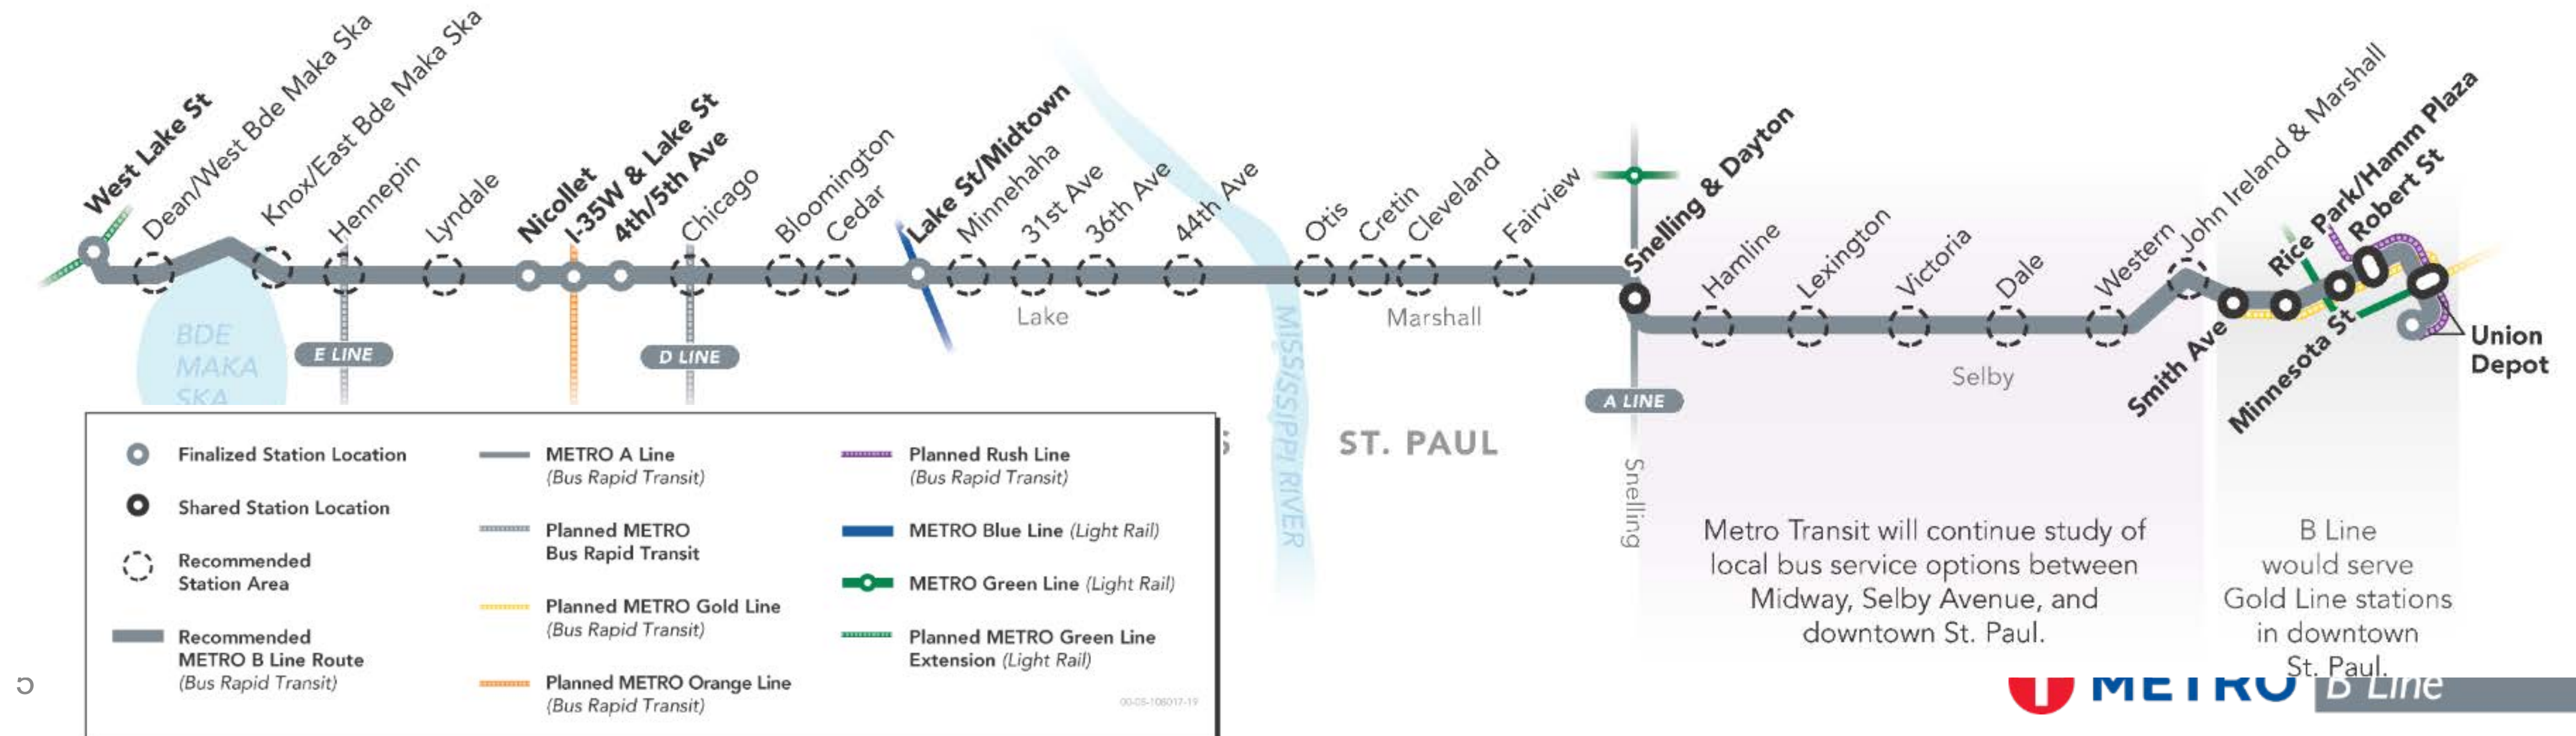 West Lake St
Dean/West Bde Maka Ska
Knox/East Bde Maka Ska
Hennepin
Lyndale
Nicollet
I-35W & Lake St
4th/5th Ave
Chicago
Bloomington
Cedar
Lake St/Midtown
Minnehaha
31st Ave
36th Ave
44th Ave
Otis
Cretin
Cleveland
Fairview
Snelling & Dayton
Hamline
Lexington
Victoria
Dale
Western
John Ireland & Marshall
Smith Ave
Rice Park/Hamm Plaza
Minnesota St
Robert St
Union
Depot
BDE
MAKA
SKA
E LINE
D LINE
Lake
MISSISSIPPI RIVER
Marshall
A LINE
Snelling
Selby
S
ST. PAUL
Finalized Station Location
Shared Station Location
Recommended
Station Area
Recommended
METRO B Line Route
(Bus Rapid Transit)
METRO A Line
(Bus Rapid Transit)
Planned METRO
Bus Rapid Transit
Planned METRO Gold Line
(Bus Rapid Transit)
Planned METRO Orange Line
(Bus Rapid Transit)
Planned Rush Line
(Bus Rapid Transit)
METRO Blue Line (Light Rail)
METRO Green Line (Light Rail)
Planned METRO Green Line
Extension (Light Rail)
Metro Transit will continue study of
local bus service options between
Midway, Selby Avenue, and
downtown St. Paul.
B Line
would serve
Gold Line stations
in downtown
St. Paul.
5
METRO B Line